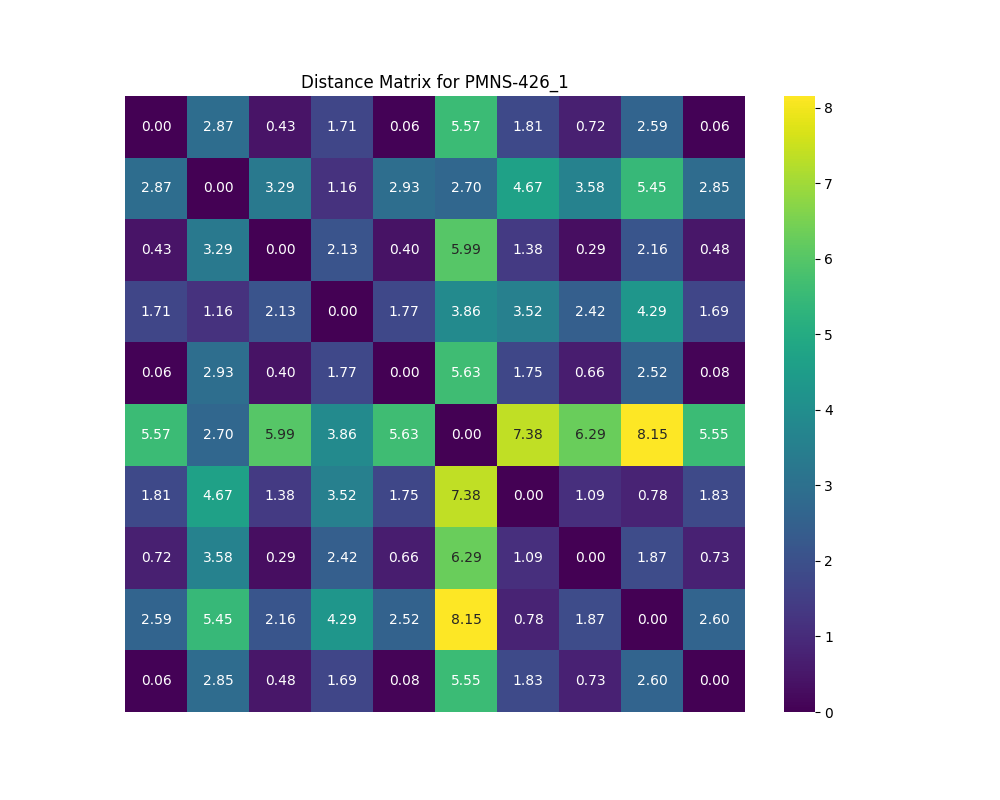 Distance Matrix for PMNS-426_1
0.00 2.87 0.43 1.71 0.06 5.57 1.81 0.72 2.59 0.06
2.87 0.00 3.29 1.16 2.93 2.70 4.67 3.58 5.45 2.85
0.43 3.29 0.00 2.13 0.40 5.99 1.38 0.29 2.16 0.48
1.71 1.16 2.13 0.00 1.77 3.86 3.52 2.42 4.29 1.69
0.06 2.93 0.40 1.77 0.00 5.63 1.75 0.66 2.52 0.08
5.57 2.70 5.99 3.86 5.63 0.00 7.38 6.29 8.15 5.55
1.81 4.67 1.38 3.52 1.75 7.38 0.00 1.09 0.78 1.83
0.72 3.58 0.29 2.42 0.66 6.29 1.09 0.00 1.87 0.73
2.59 5.45 2.16 4.29 2.52 8.15 0.78 1.87 0.00 2.60
0.06 2.85 0.48 1.69 0.08 5.55 1.83 0.73 2.60 0.00
8
7
6
5
4
3
2
1
0